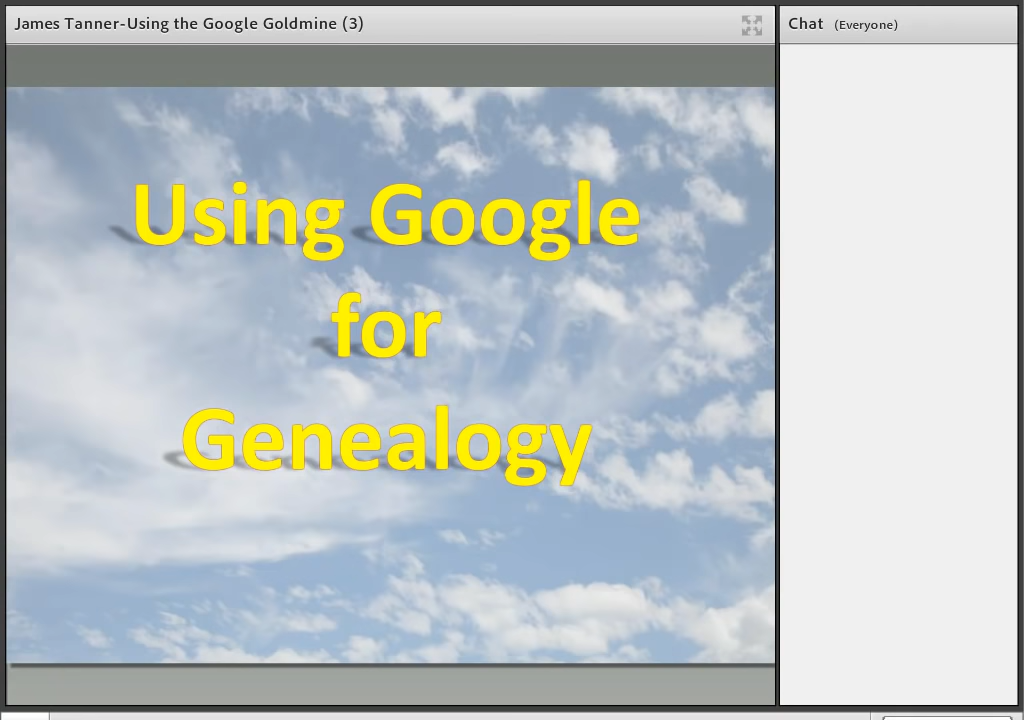 James Tanner-Using the Google Goldmine (3)
Chat (Everyone)
Using Google
for
Genealogy